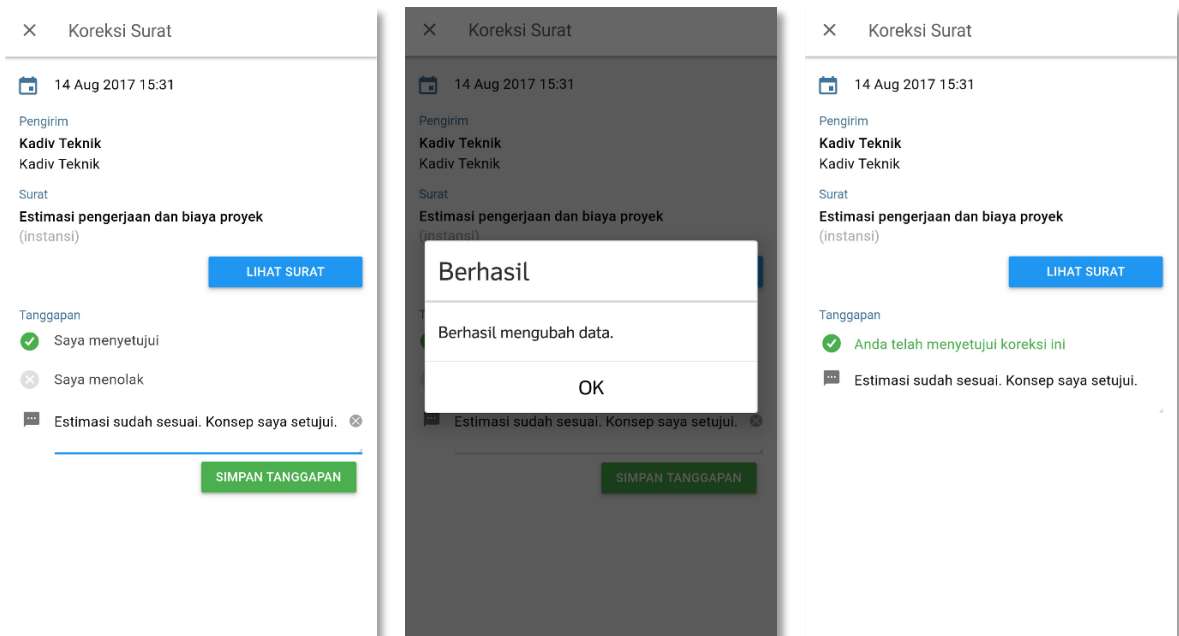 Koreksi Surat
14 Aug 2017 15:31
Pengirim
Kadiv Teknik
Kadiv Teknik
Surat
Estimasi pengerjaan dan biaya proyek
(instansi)
LIHAT SURAT
Tanggapan
Saya menyetujui
Saya menolak
Estimasi sudah sesuai. Konsep saya setujui.
SIMPAN TANGGAPAN
Koreksi Surat
14 Aug 2017 15:31
Pengirim
Kadiv Teknik
Kadiv Teknik
Surat
Estimasi pengerjaan dan biaya proyek
(instansi)
Berhasil
Berhasil mengubah data.
OK
Estimasi sudah sesuai. Konsep saya setujui.
SIMPAN TANGGAPAN
Koreksi Surat
14 Aug 2017 15:31
Pengirim
Kadiv Teknik
Kadiv Teknik
Surat
Estimasi pengerjaan dan biaya proyek
(instansi)
LIHAT SURAT
Tanggapan
Anda telah menyetujui koreksi ini
Estimasi sudah sesuai. Konsep saya setujui.